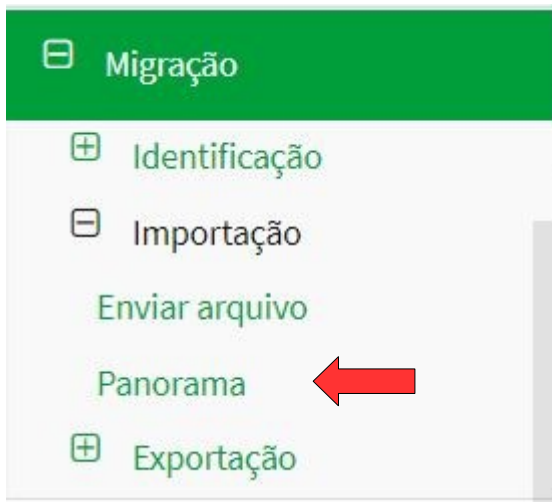 Migração
Identificação
Importação
Enviar arquivo
Panorama
Exportação